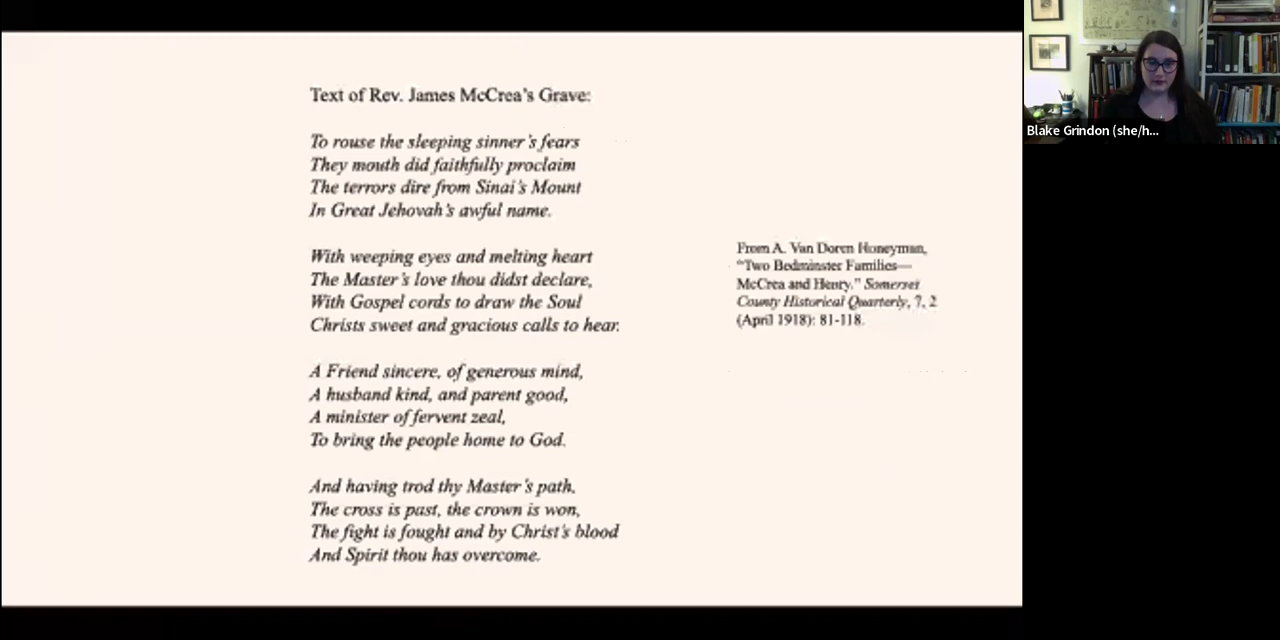 Text of Rev. James McCrea's Grave:
To rouse the sleeping sinner's fears
They mouth did faithfully proclaim
The terrors dire from Sinai's Mount
In Great Jehovah's awful name.
With weeping eyes and melting heart
The Master's love thou didst declare,
With Gospel cords to draw the Soul
Christs sweet and gracious calls to hear.
A Friend sincere, of generous mind,
A husband kind, and parent good,
A minister of fervent zeal,
To bring the people home to God.
And having trod thy Master's path,
The cross is past, the crown is won,
The fight is fought and by Christ's blood
And Spirit thou has overcome.
From A. Van Doren Honeyman,
"Two Bedminster Families—
McCrea and Henry." Somerset
County Historical Quarterly, 7, 2
(April 1918): 81-118.
Blake Grindon (she/h...